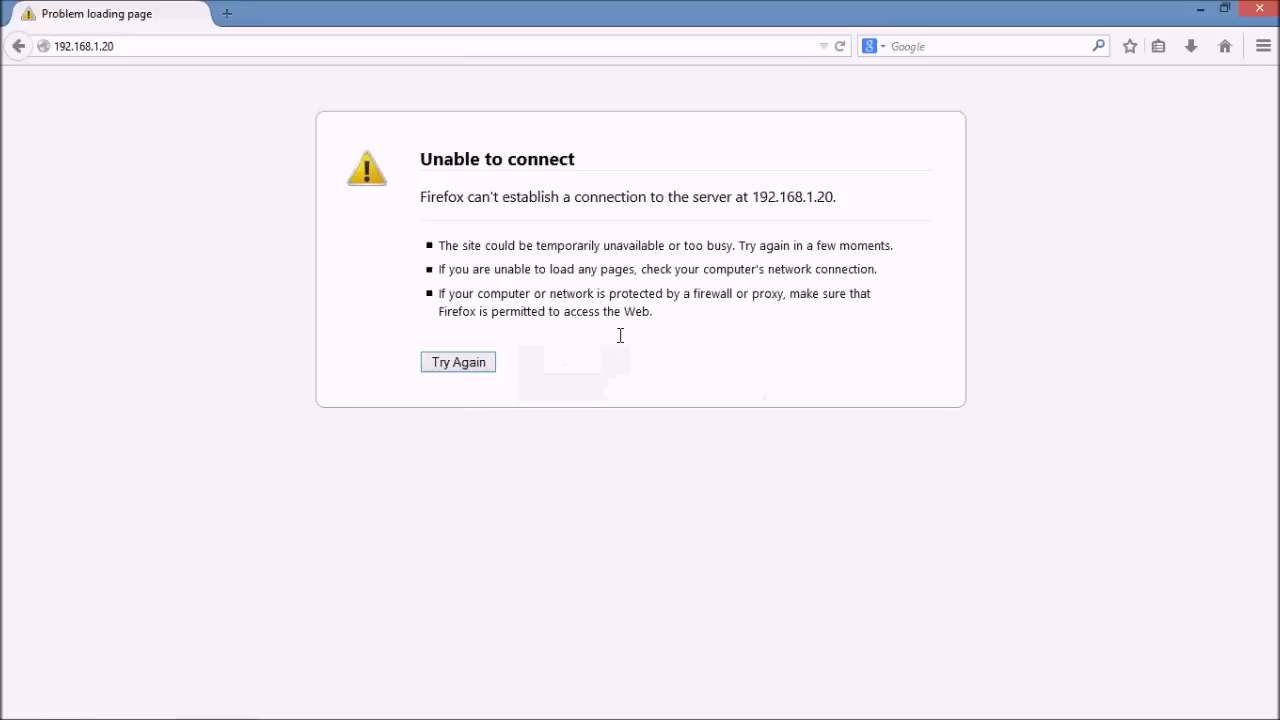 Problem loading page
192.168.1.20
Google
Unable to connect
Firefox can't establish a connection to the server at 192.168.1.20.
The site could be temporarily unavailable or too busy. Try again in a few moments.
If you are unable to load any pages, check your computer's network connection.
If your computer or network is protected by a firewall or proxy, make sure that
Firefox is permitted to access the Web.
Try Again